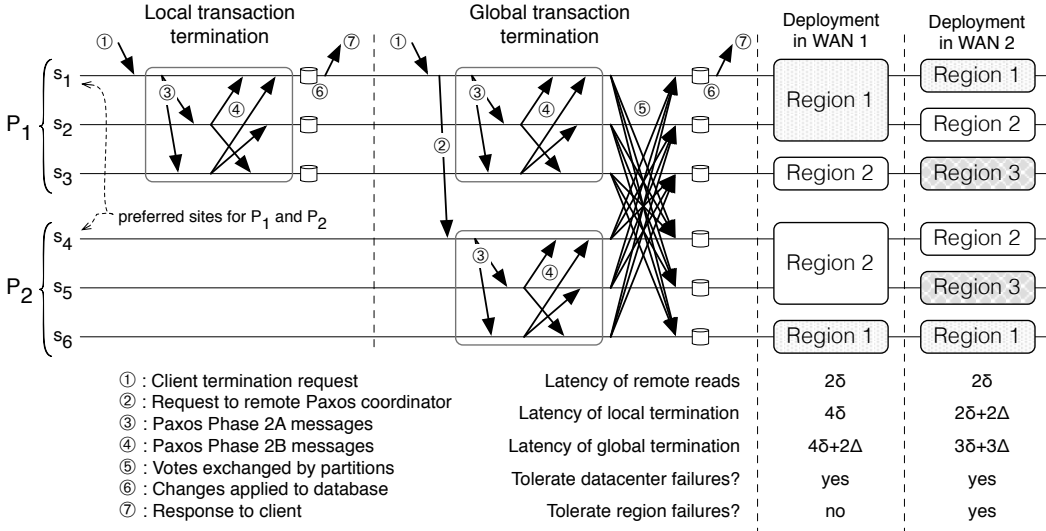 Local transaction
termination
Global transaction
termination
Deployment
in WAN 1
Deployment
in WAN 2
①
⑦
①
⑦
P1
s1
s2
s3
③
④
⑥
②
③
④
⑤
⑥
Region 1
Region 2
Region 1
Region 2
Region 3
preferred sites for P1 and P2
P2
s4
s5
s6
③
④
Region 2
Region 1
Region 2
Region 3
Region 1
① : Client termination request
② : Request to remote Paxos coordinator
③ : Paxos Phase 2A messages
④ : Paxos Phase 2B messages
⑤ : Votes exchanged by partitions
⑥ : Changes applied to database
⑦ : Response to client
Latency of remote reads 2δ 2δ
Latency of local termination 4δ 2δ+2Δ
Latency of global termination 4δ+2Δ 3δ+3Δ
Tolerate datacenter failures? yes yes
Tolerate region failures? no yes